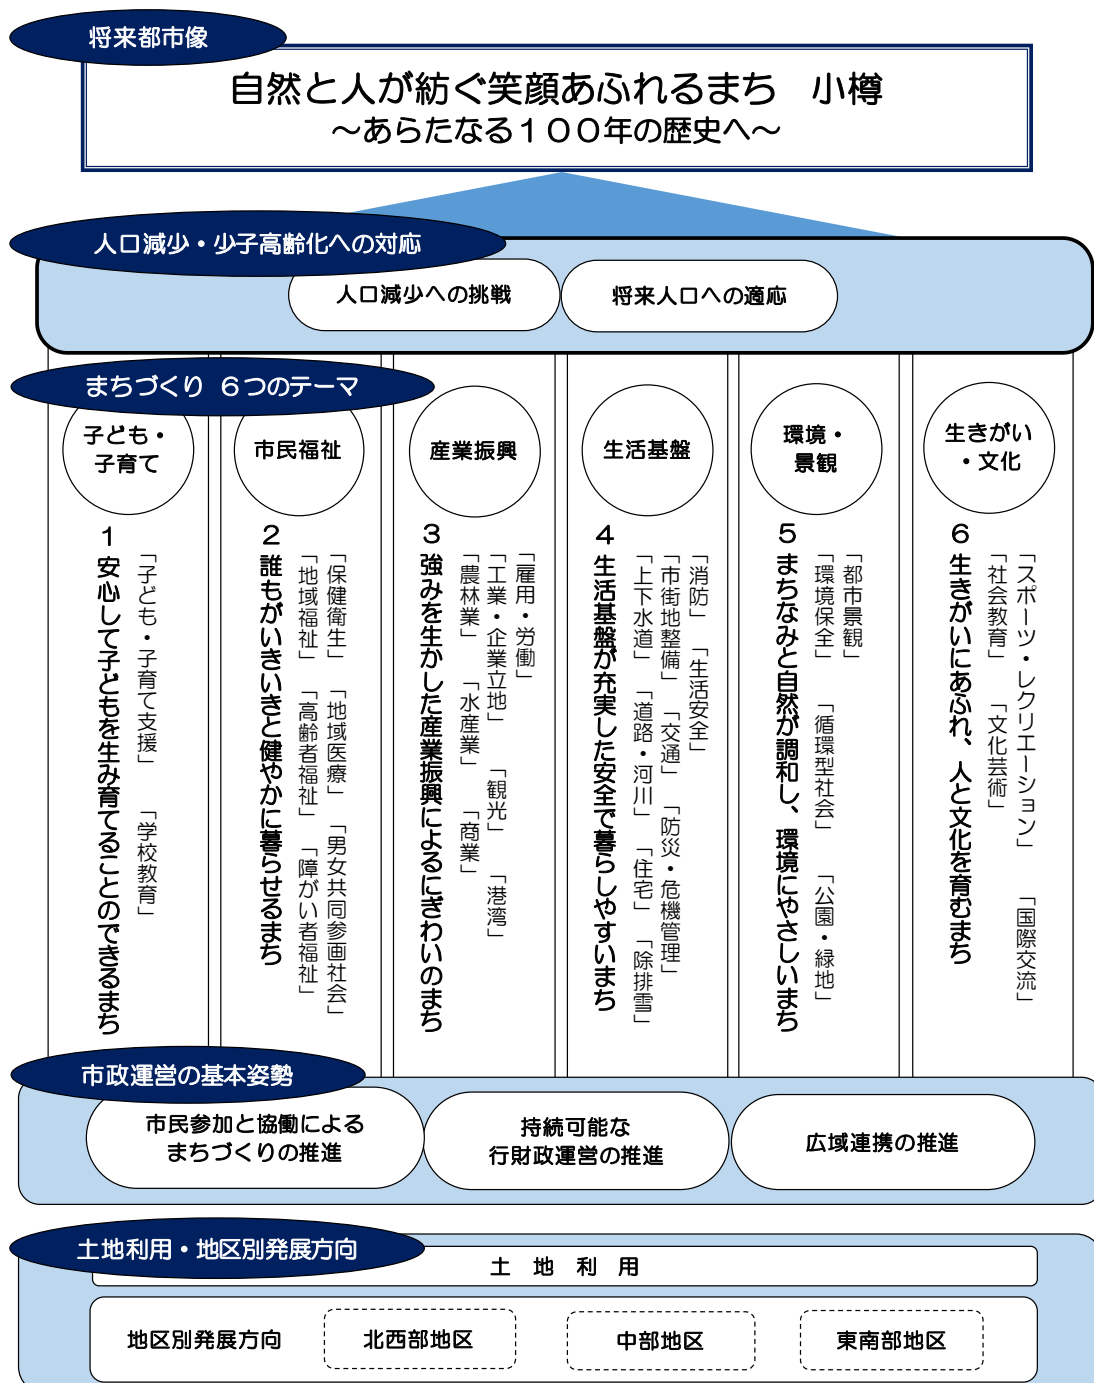 将来都市像
自然と人が紡ぐ笑顔あふれるまち　小樽
～あらたなる１００年の歴史へ～
人口減少・少子高齢化への対応
人口減少への挑戦
将来人口への適応
まちづくり ６つのテーマ
子ども・
子育て
１ 安心して子どもを生み育てることのできるまち
「子ども・子育て支援」　「学校教育」
市民福祉
２ 誰もがいきいきと健やかに暮らせるまち
「地域福祉」　「高齢者福祉」　「障がい者福祉」
「保健衛生」　「地域医療」　「男女共同参画社会」
産業振興
３ 強みを生かした産業振興によるにぎわいのまち
「農林業」　「水産業」　「商業」
「工業・企業立地」　「観光」　「港湾」
「雇用・労働」
生活基盤
４ 生活基盤が充実した安全で暮らしやすいまち
「上下水道」　「道路・河川」　「住宅」　「除排雪」
「市街地整備」　「交通」　「防災・危機管理」
「消防」　「生活安全」
環境・
景観
５ まちなみと自然が調和し、環境にやさしいまち
「環境保全」　「循環型社会」　「公園・緑地」
「都市景観」
生きがい
・文化
６ 生きがいにあふれ、人と文化を育むまち
「社会教育」　「文化芸術」
「スポーツ・レクリエーション」　「国際交流」
市政運営の基本姿勢
市民参加と協働による
まちづくりの推進
持続可能な
行財政運営の推進
広域連携の推進
土地利用・地区別発展方向
土　地　利　用
地区別発展方向
北西部地区
中部地区
東南部地区